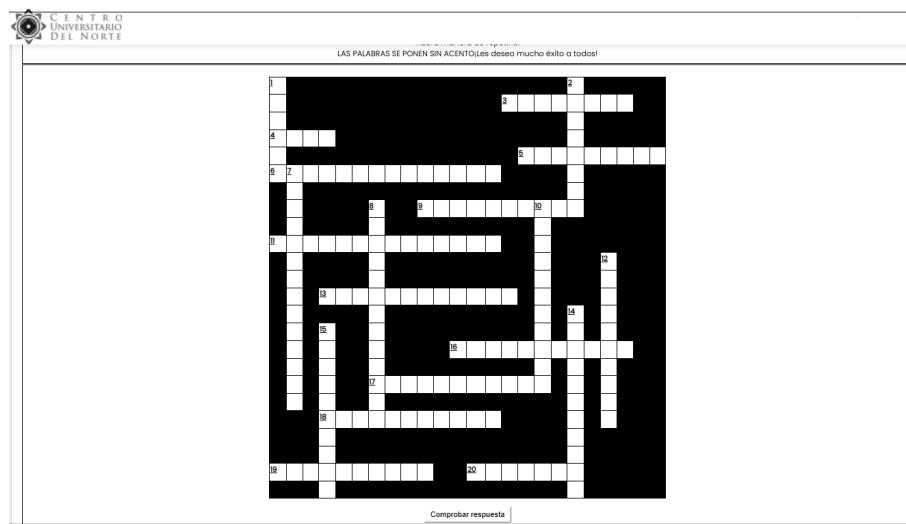 CENTRO
UNIVERSITARIO
DEL NORTE
LAS PALABRAS SE PONEN SIN ACENTO¡Les deseo mucho éxito a todos!
1
2
3
4
5
6 7
8 9 10
11
12
13
14
15
16
17
18
19 20
Comprobar respuesta